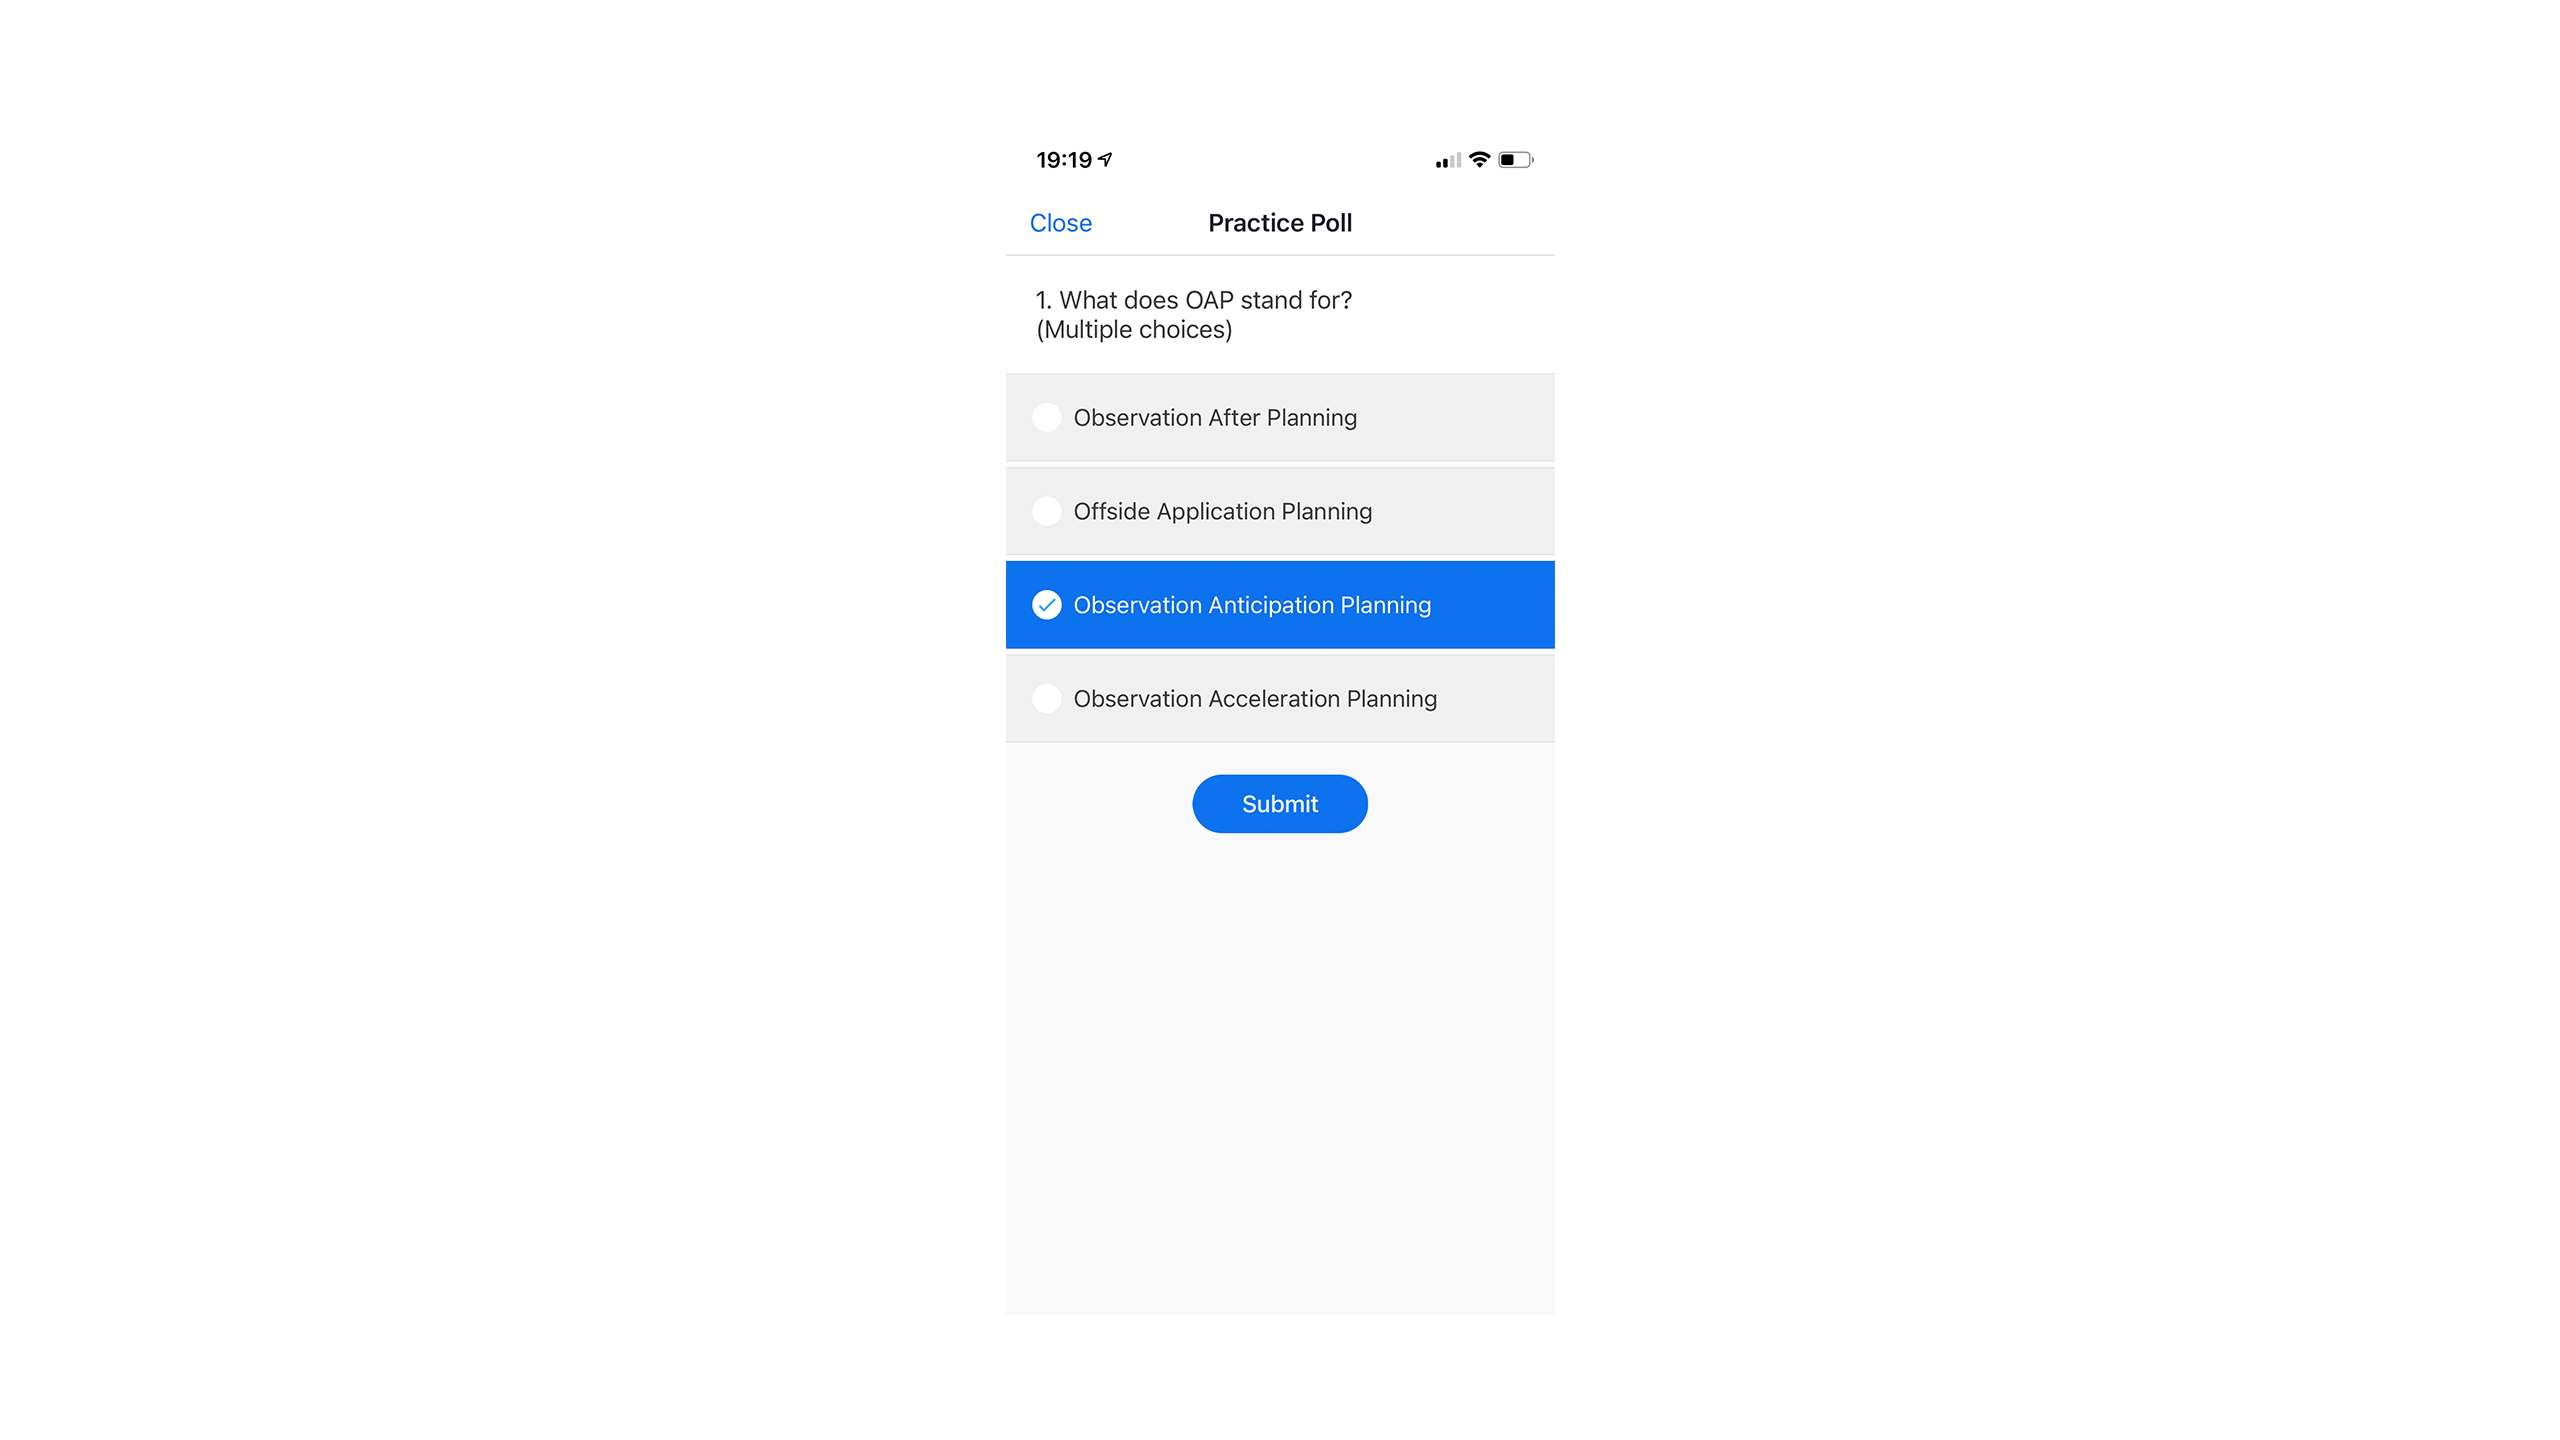 19:19
Close
Practice Poll
1. What does OAP stand for?
(Multiple choices)
Observation After Planning
Offside Application Planning
Observation Anticipation Planning
Observation Acceleration Planning
Submit